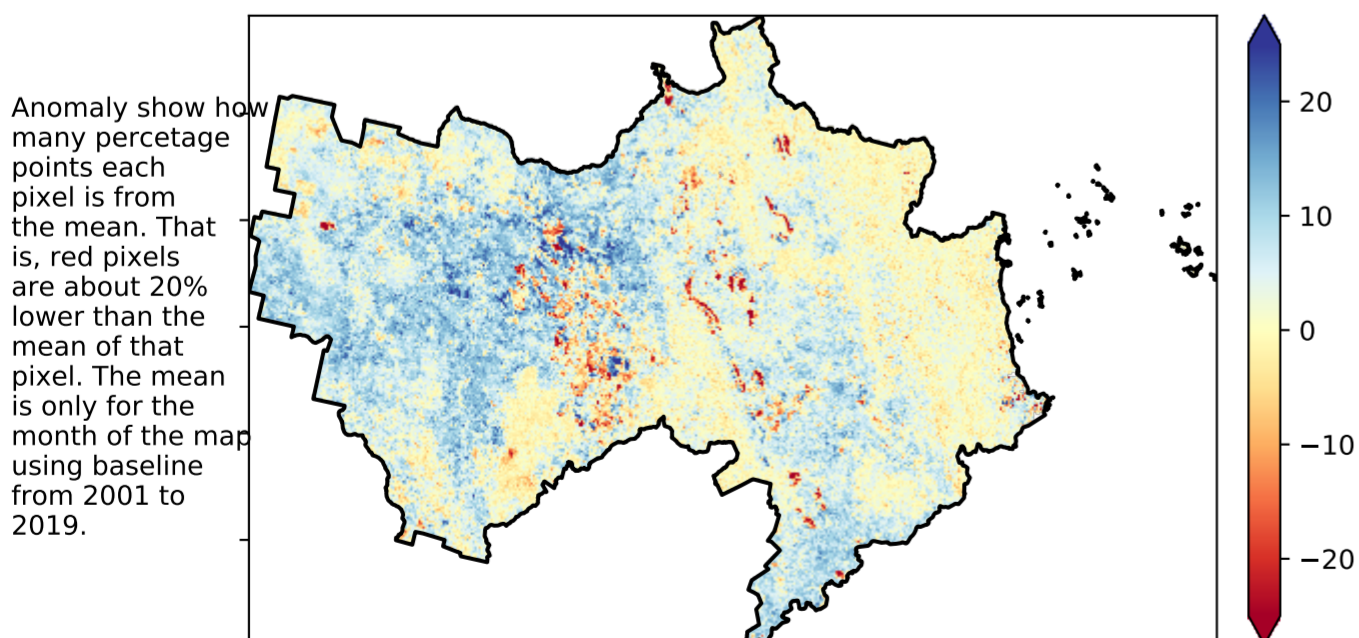 Anomaly show how
many percetage
points each
pixel is from
the mean. That
is, red pixels
are about 20%
lower than the
mean of that
pixel. The mean
is only for the
month of the map
using baseline
from 2001 to
2019.
20
10
0
−10
−20